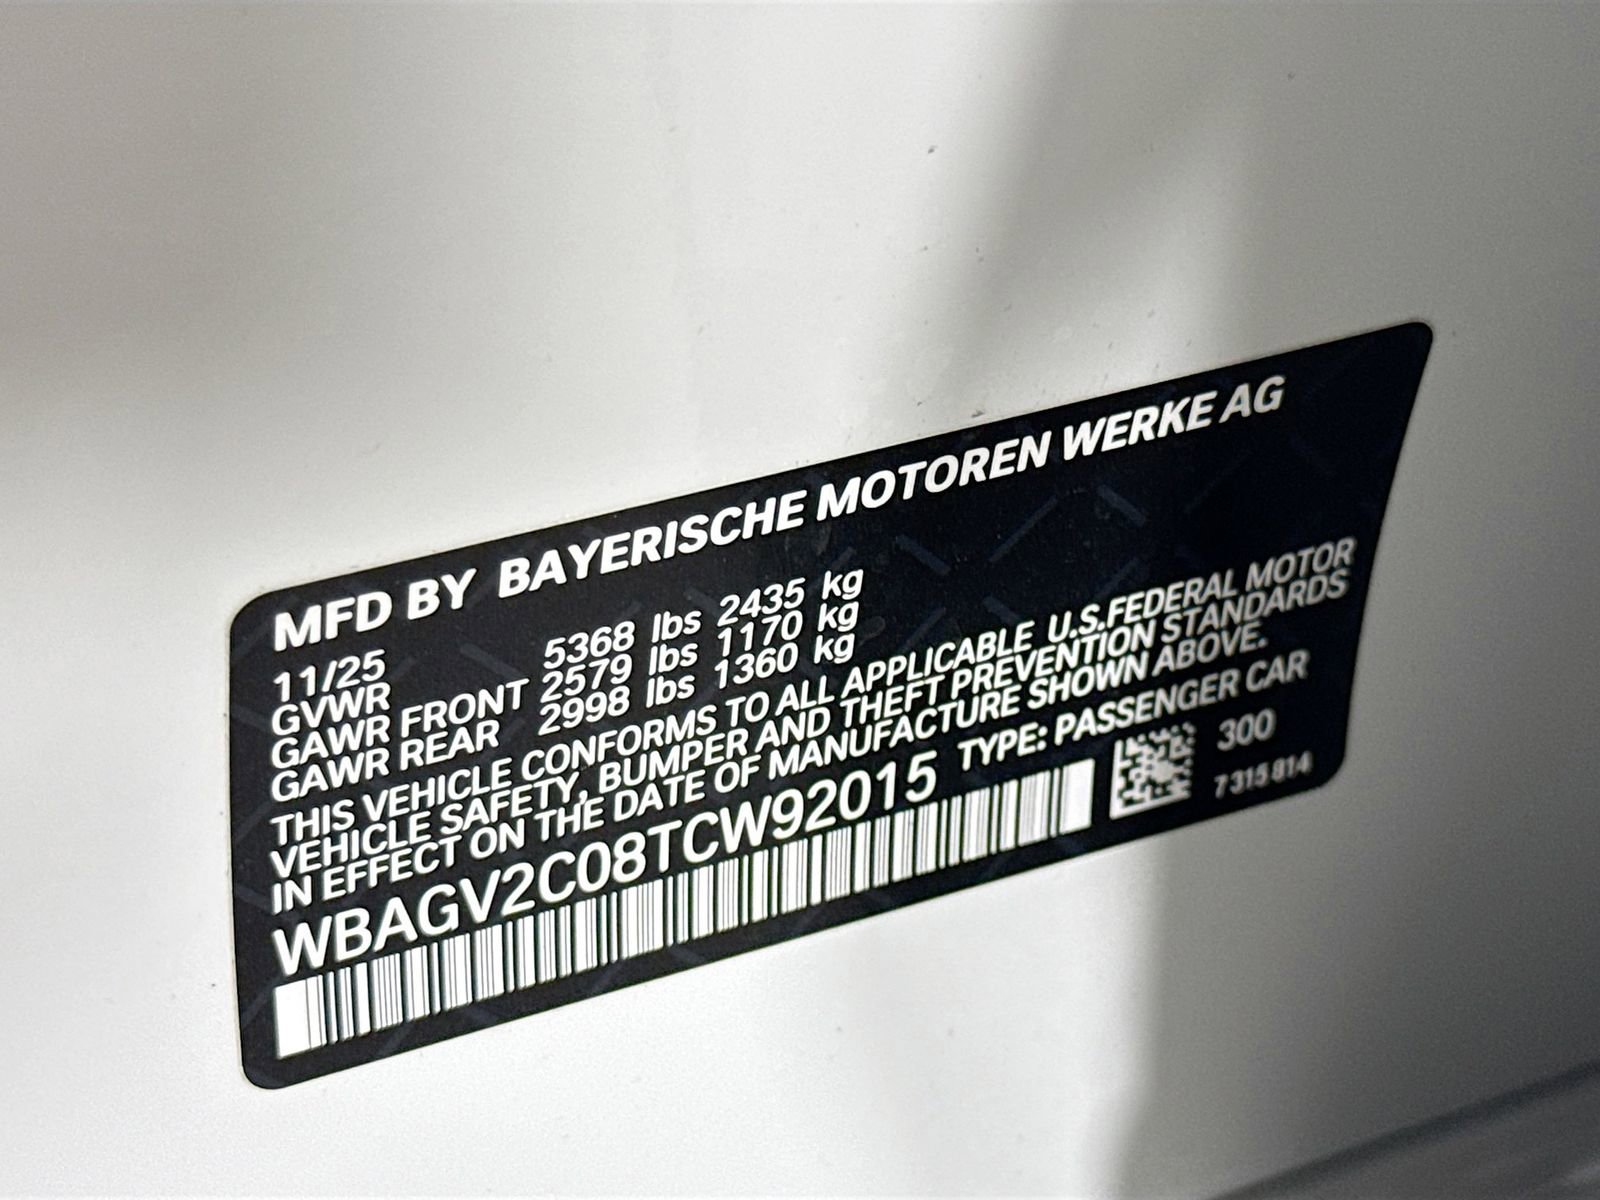 MFD BY BAYERISCHE MOTOREN WERKE AG
11/25
GVWR 5368 lbs 2435 kg
GAWR FRONT 2579 lbs 1170 kg
GAWR REAR 2998 lbs 1360 kg
THIS VEHICLE CONFORMS TO ALL APPLICABLE U.S.FEDERAL MOTOR
VEHICLE SAFETY, BUMPER AND THEFT PREVENTION STANDARDS
IN EFFECT ON THE DATE OF MANUFACTURE SHOWN ABOVE.
WBAGV2C08TCW92015 TYPE: PASSENGER CAR
300
7 315 814